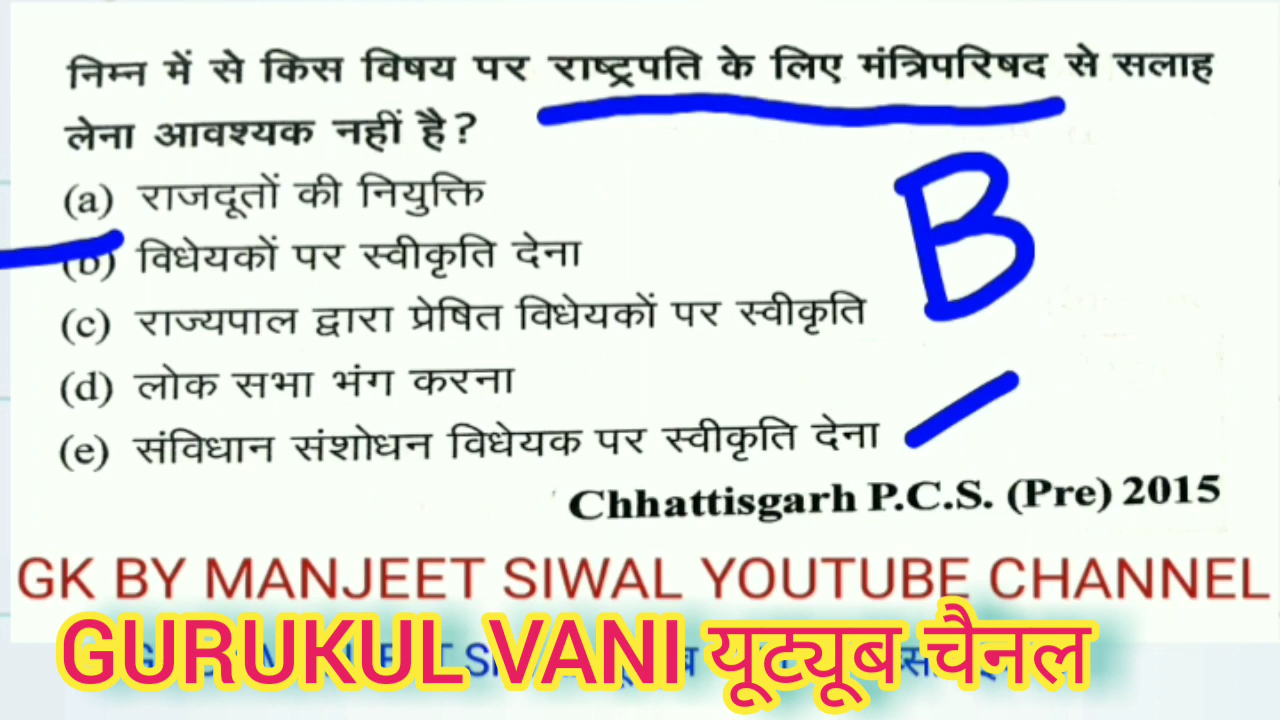 निम्न में से किस विषय पर राष्ट्रपति के लिए मंत्रिपरिषद से सलाह
लेना आवश्यक नहीं है?
(a) राजदूतों की नियुक्ति
(b) विधेयकों पर स्वीकृति देना
(c) राज्यपाल द्वारा प्रेषित विधेयकों पर स्वीकृति
(d) लोक सभा भंग करना
(e) संविधान संशोधन विधेयक पर स्वीकृति देना
B
Chhattisgarh P.C.S. (Pre) 2015
GK BY MANJEET SIWAL YOUTUBE CHANNEL
GURUKUL VANI यूट्यूब चैनल